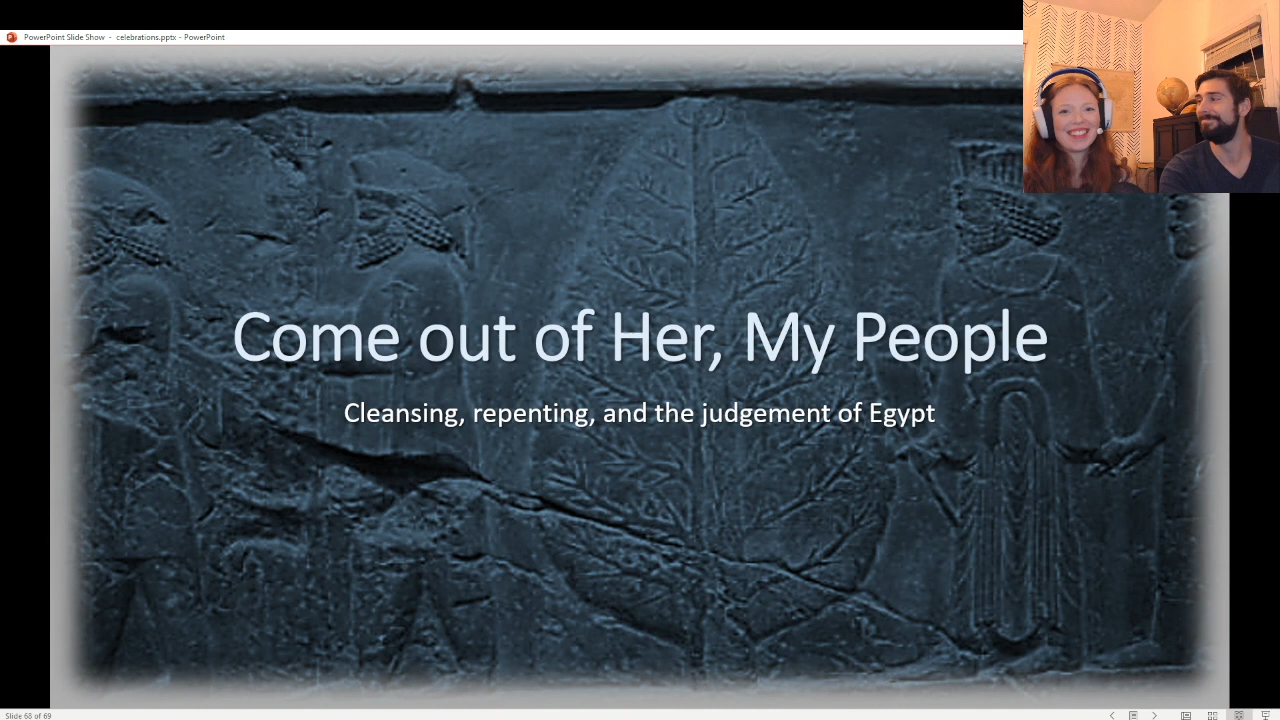 PowerPoint Slide Show - celebrations.pptx - PowerPoint
Come out of Her, My People
Cleansing, repenting, and the judgement of Egypt
Slide 68 of 69